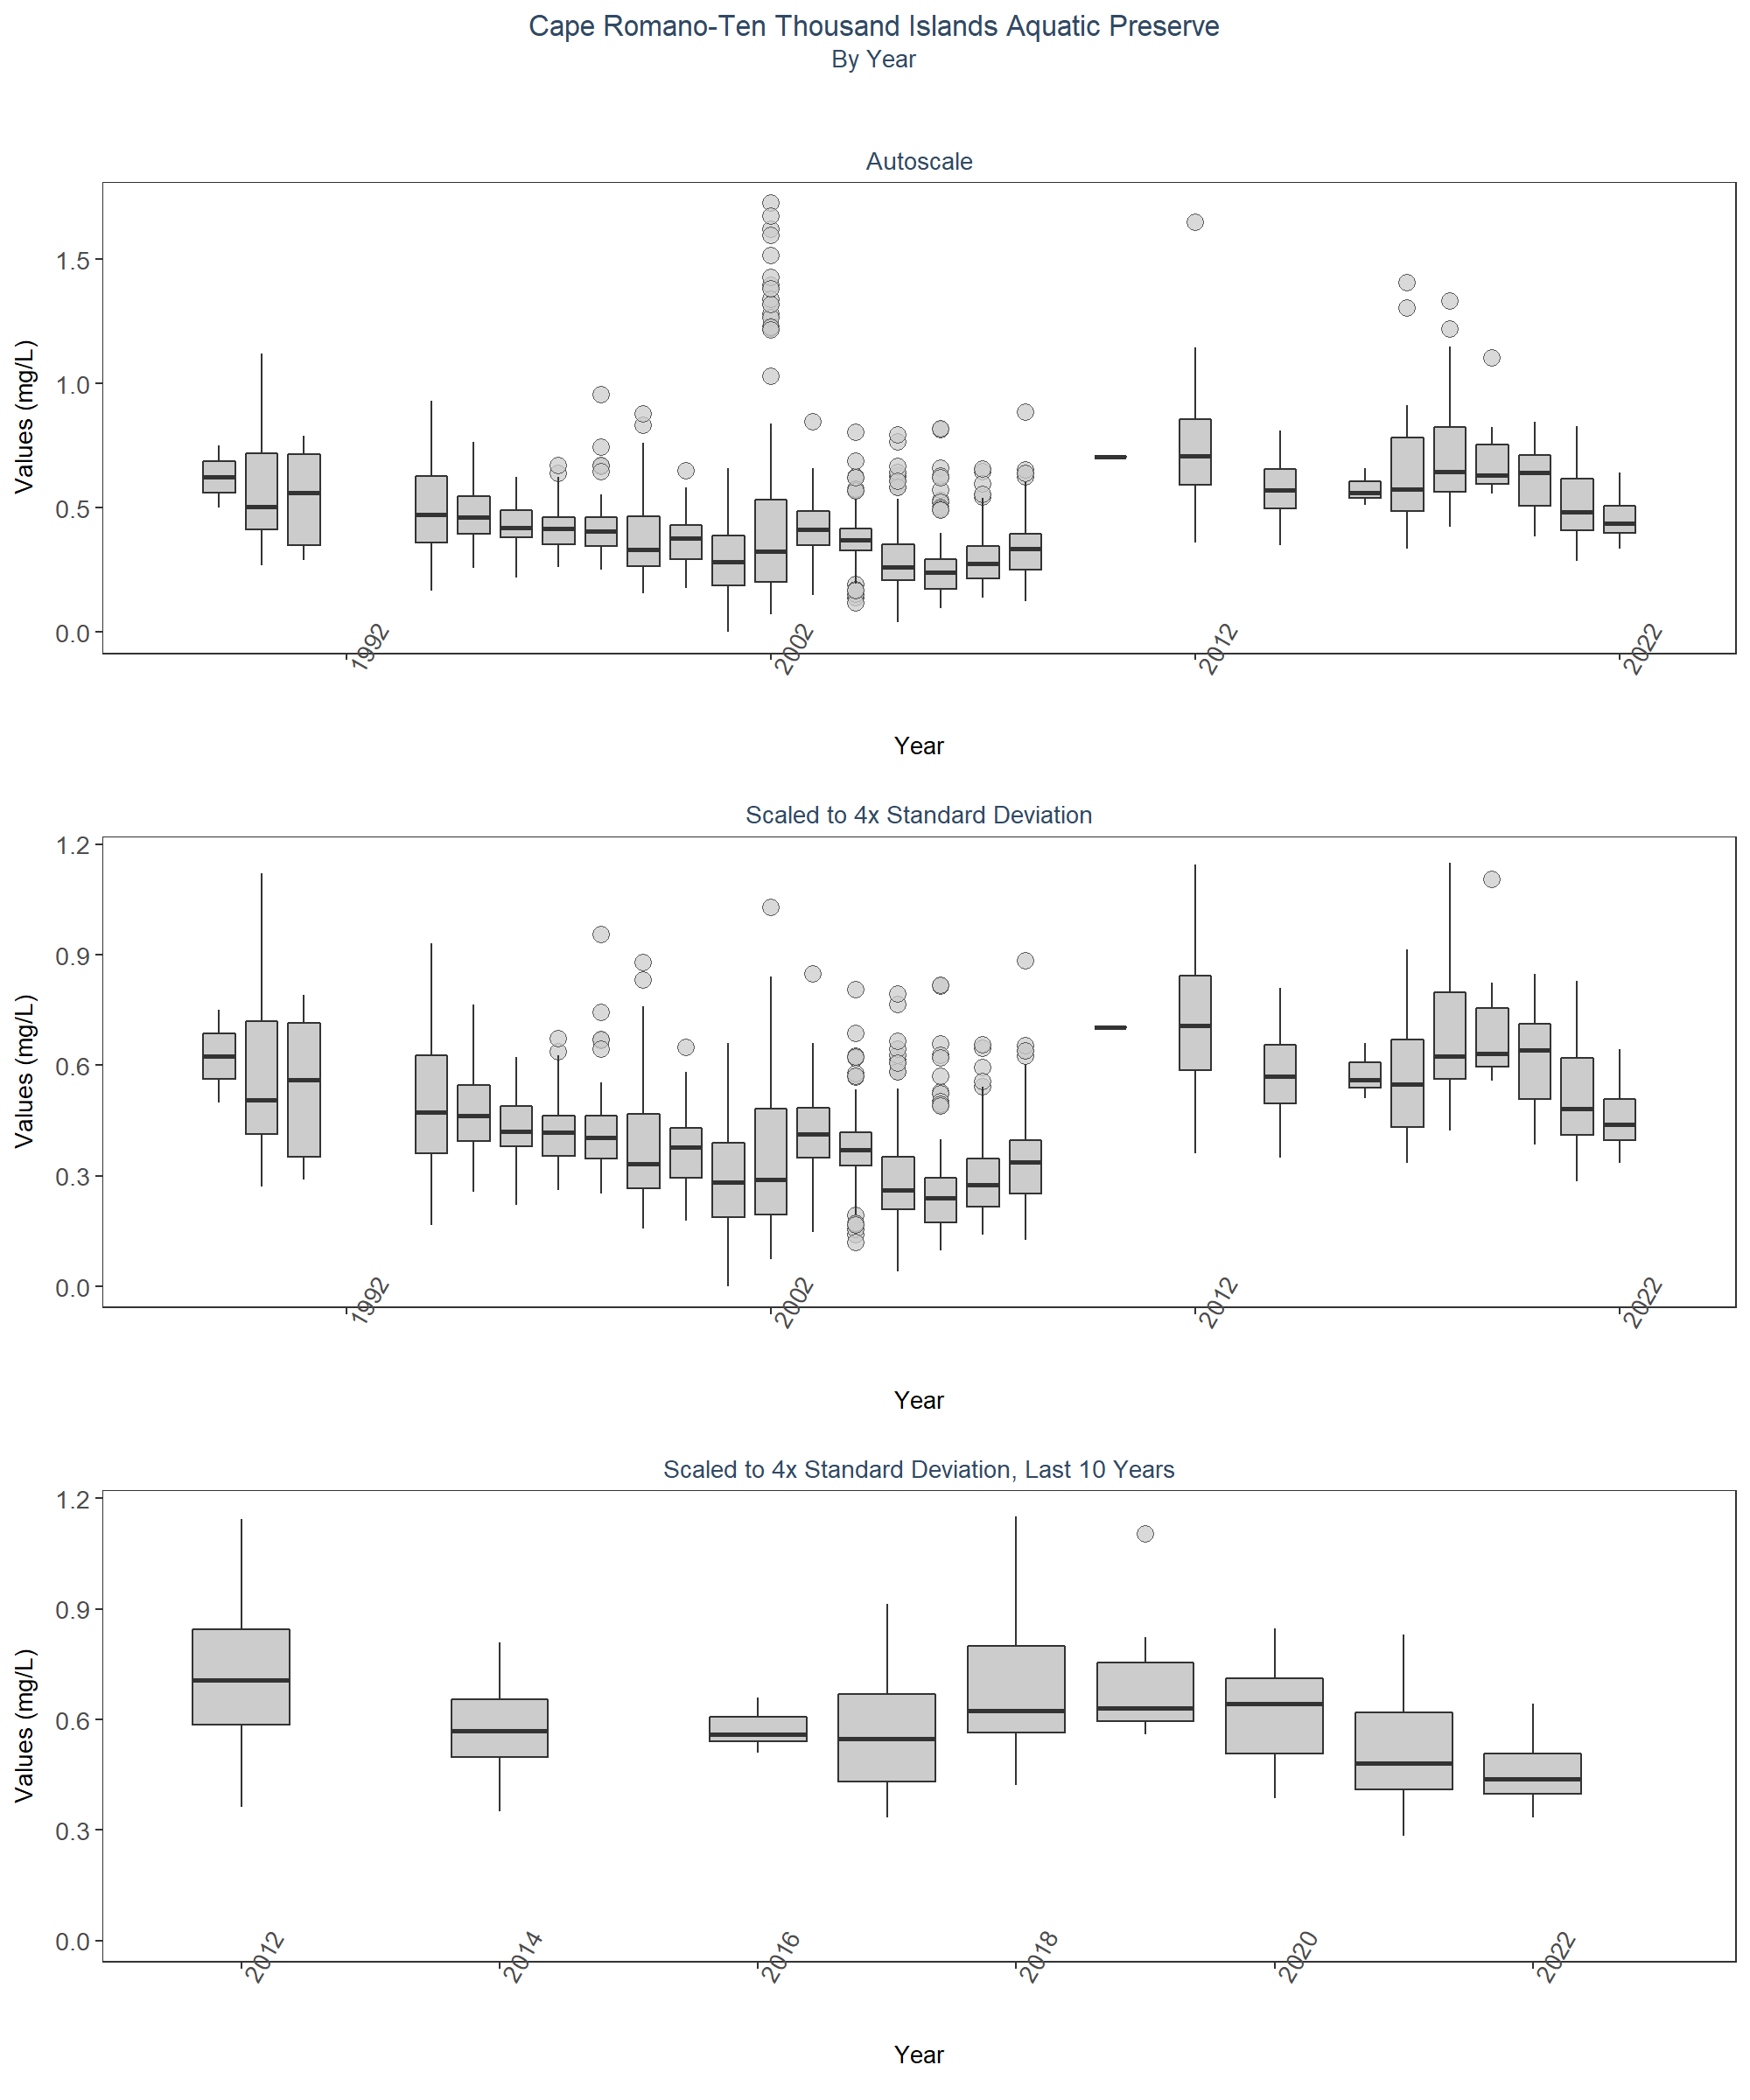 Cape Romano-Ten Thousand Islands Aquatic Preserve
By Year
Autoscale
Values (mg/L)
1.5
1.0
0.5
0.0
1992 2002 2012 2022
Year
Scaled to 4x Standard Deviation
Values (mg/L)
1.2
0.9
0.6
0.3
0.0
1992 2002 2012 2022
Year
Scaled to 4x Standard Deviation, Last 10 Years
Values (mg/L)
1.2
0.9
0.6
0.3
0.0
2012 2014 2016 2018 2020 2022
Year